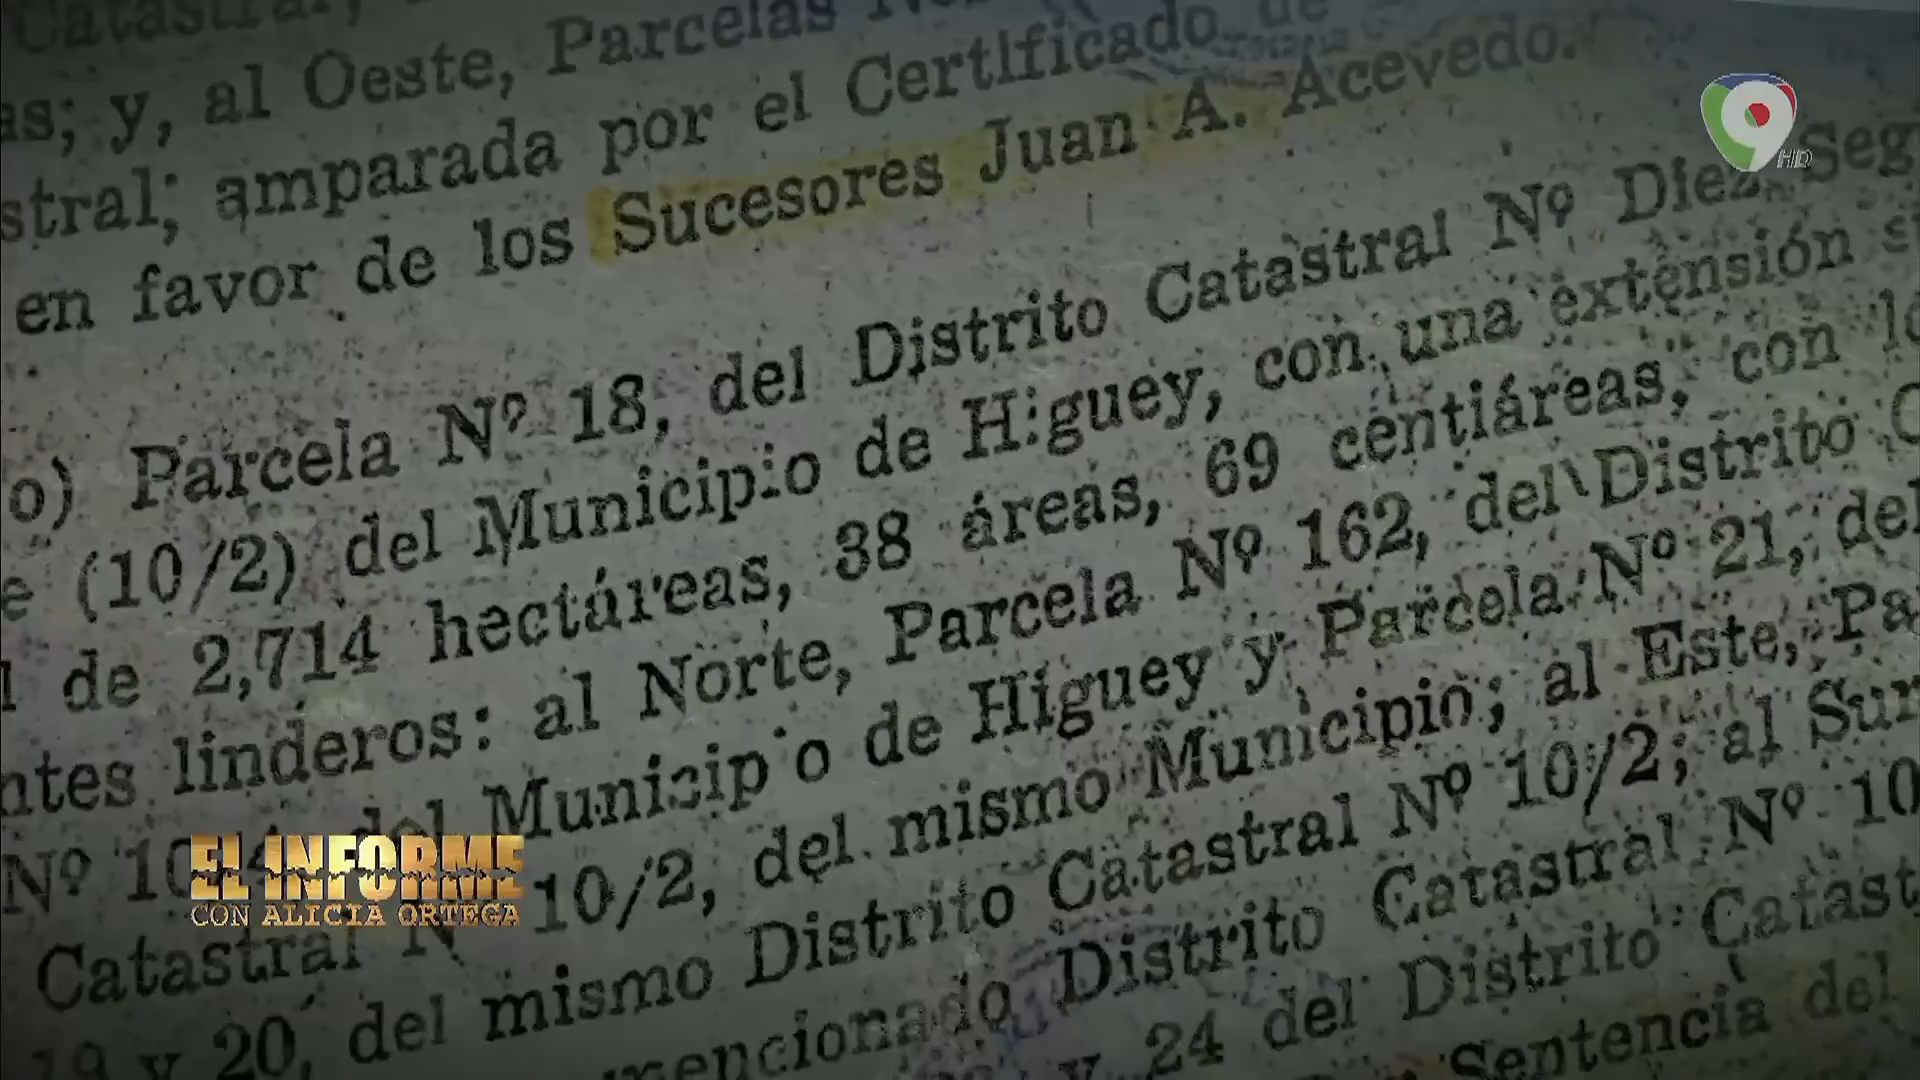 Catastral,
as; y, al Oeste, Parcelas
stral; amparada por el Certificado de
en favor de los Sucesores Juan A. Acevedo.
o) Parcela Nº 18, del Distrito Catastral Nº Diez, Seg
e (10/2) del Municipio de Higuey, con una extensión s
l de 2,714 hectáreas, 38 áreas, 69 centiáreas, con lo
ntes linderos: al Norte, Parcela Nº 162, del Distrito C
Nº 10 4 del Municipio de Higuey y Parcela Nº 21, del
Catastral Nº 10/2, del mismo Municipio; al Este, Pa
19 y 20, del mismo Distrito Catastral Nº 10/2; al Sur
mencionado Distrito Catastral Nº 10
y 24 del Distrito Catast
Sentencia del
HD
EL INFORME
CON ALICIA ORTEGA